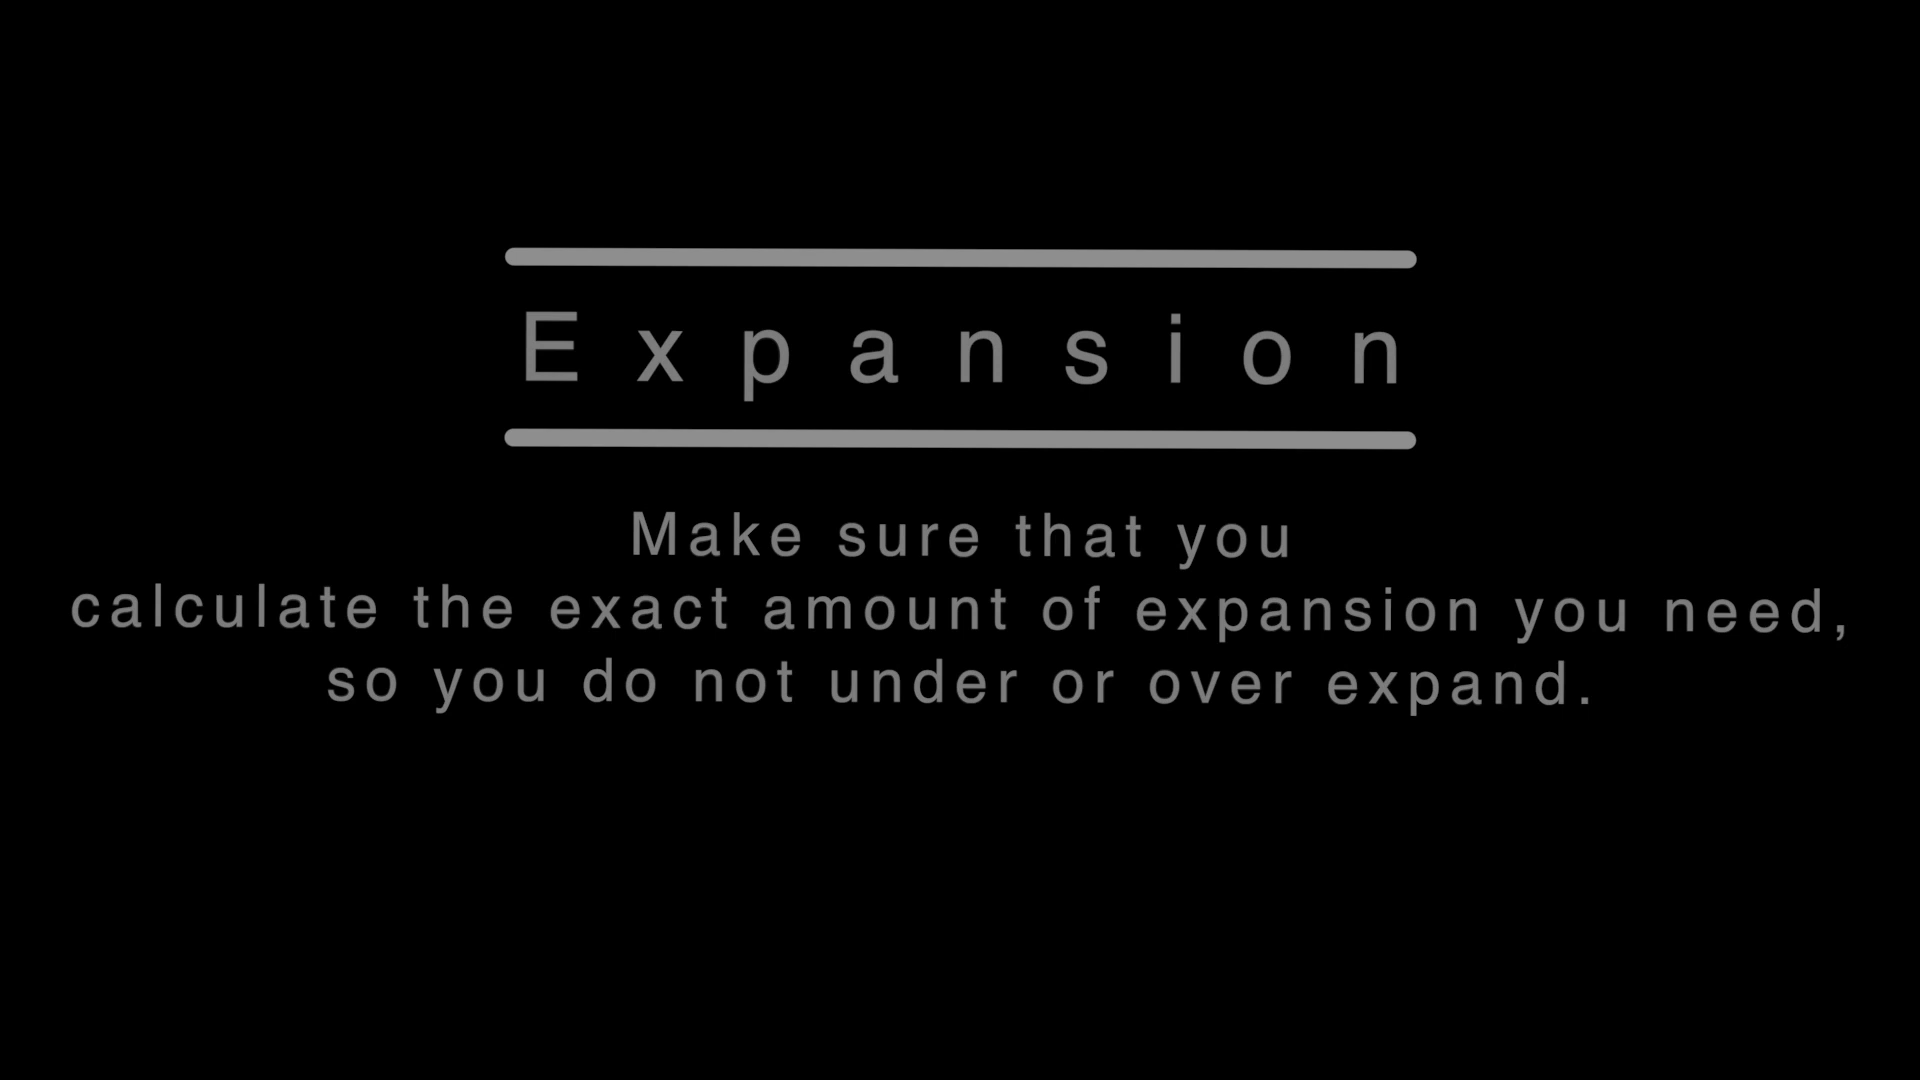 Expansion
Make sure that you
calculate the exact amount of expansion you need,
so you do not under or over expand.